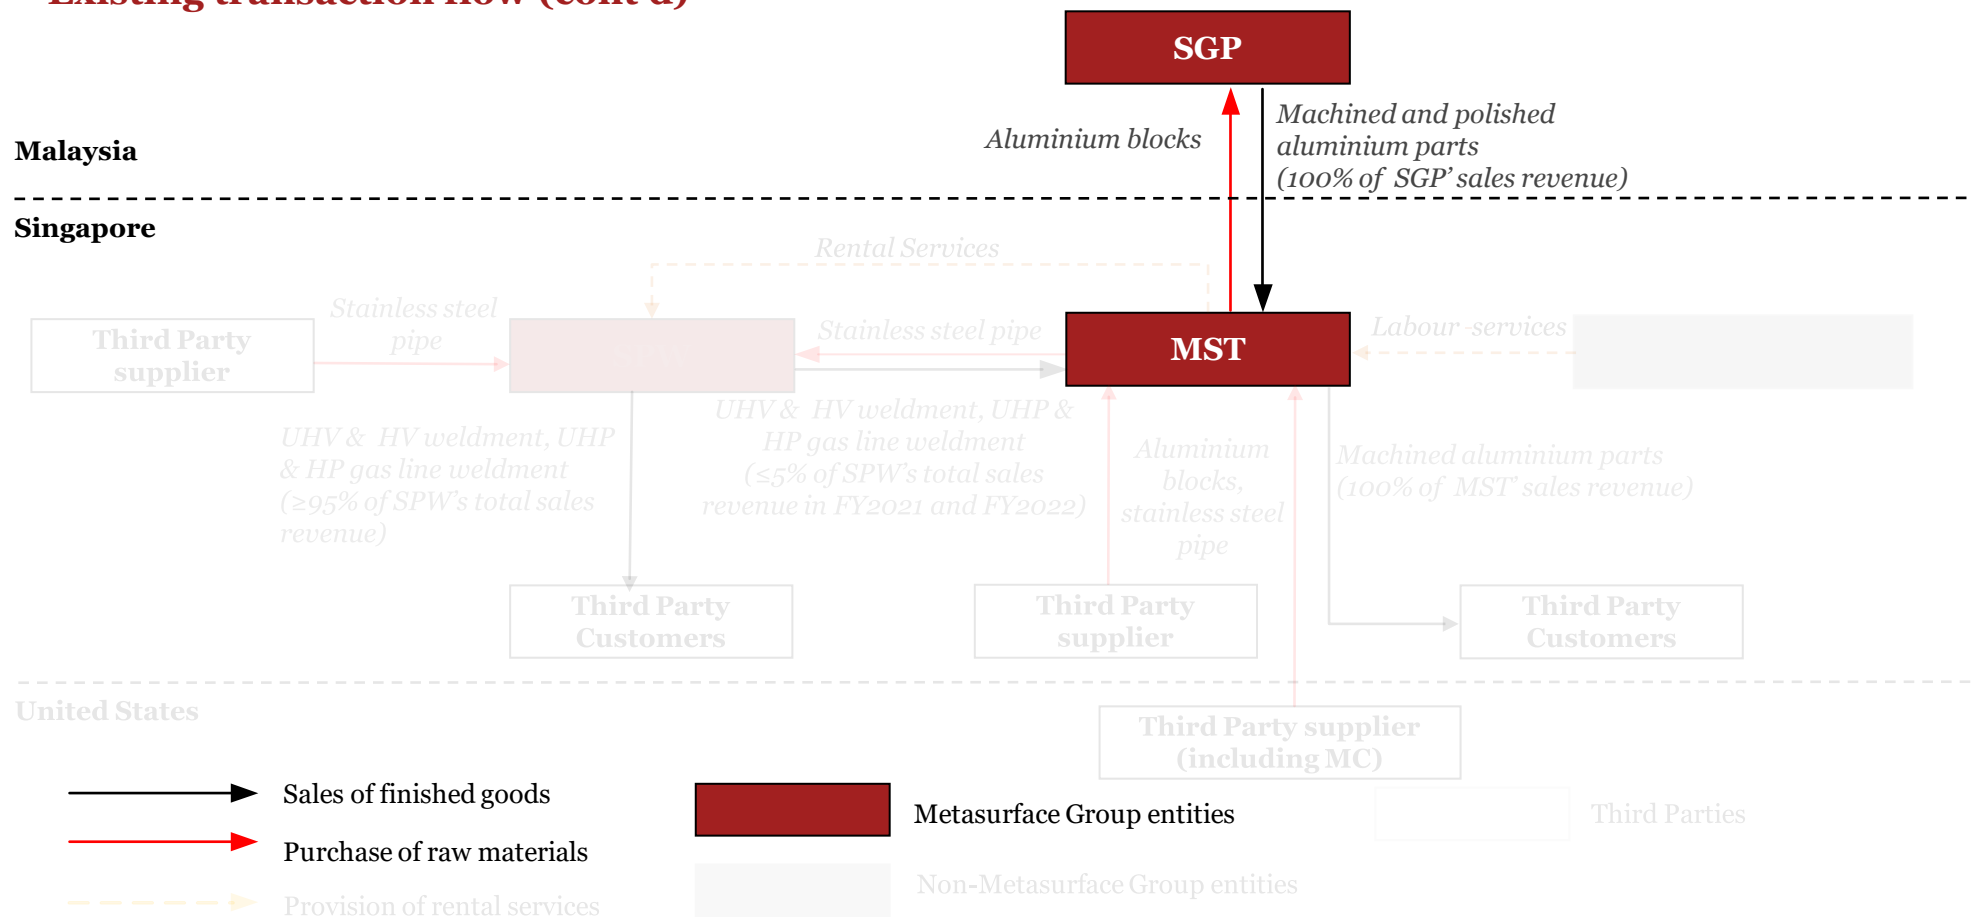 Existing transaction flow (cont'd)
SGP
Aluminium blocks
Machined and polished
aluminium parts
(100% of SGP' sales revenue)
Malaysia
Singapore
Rental Services
Stainless steel
pipe
Third Party
supplier
Stainless steel pipe
MST
Labour-services
UHV & HV weldment, UHP
& HP gas line weldment
(≥95% of SPW's total sales
revenue)
UHV & HV weldment, UHP &
HP gas line weldment
(≤5% of SPW's total sales
revenue in FY2021 and FY2022)
Aluminium
blocks,
stainless steel
pipe
Machined aluminium parts
(100% of MST' sales revenue)
Third Party
Customers
Third Party
supplier
Third Party
Customers
United States
Third Party supplier
(including MC)
Sales of finished goods
Purchase of raw materials
Provision of rental services
Metasurface Group entities
Non-Metasurface Group entities
Third Parties